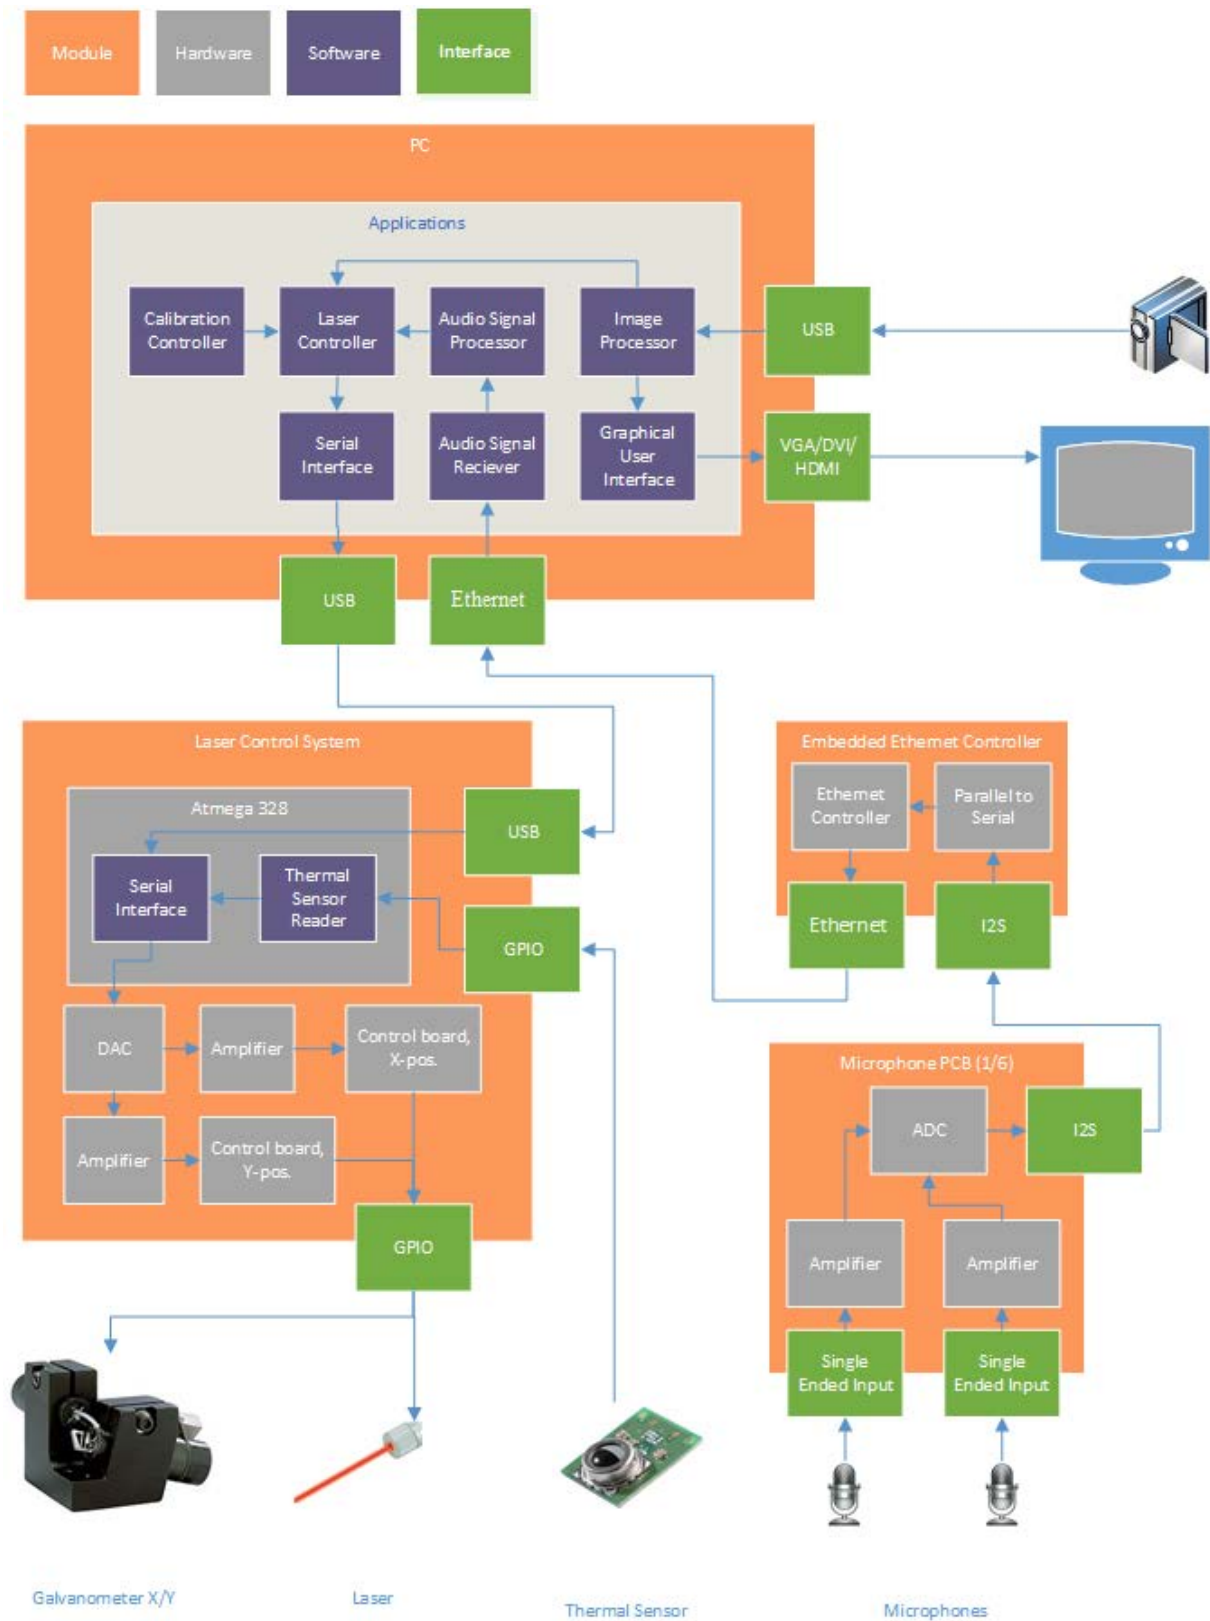 Module
Hardware
Software
Interface
PC
Applications
Calibration
Controller
Laser
Controller
Audio Signal
Processor
Image
Processor
USB
Serial
Interface
Audio Signal
Reciever
Graphical
User
Interface
VGA/DVI/
HDMI
USB
Ethernet
Laser Control System
Atmega 328
USB
Serial
Interface
Thermal
Sensor
Reader
GPIO
DAC
Amplifier
Control board,
X-pos.
Amplifier
Control board,
Y-pos.
GPIO
Embedded Ethernet Controller
Ethernet
Controller
Parallel to
Serial
Ethernet
I2S
Microphone PCB (1/6)
ADC
I2S
Amplifier
Amplifier
Single
Ended Input
Single
Ended Input
Galvanometer X/Y
Laser
Thermal Sensor
Microphones